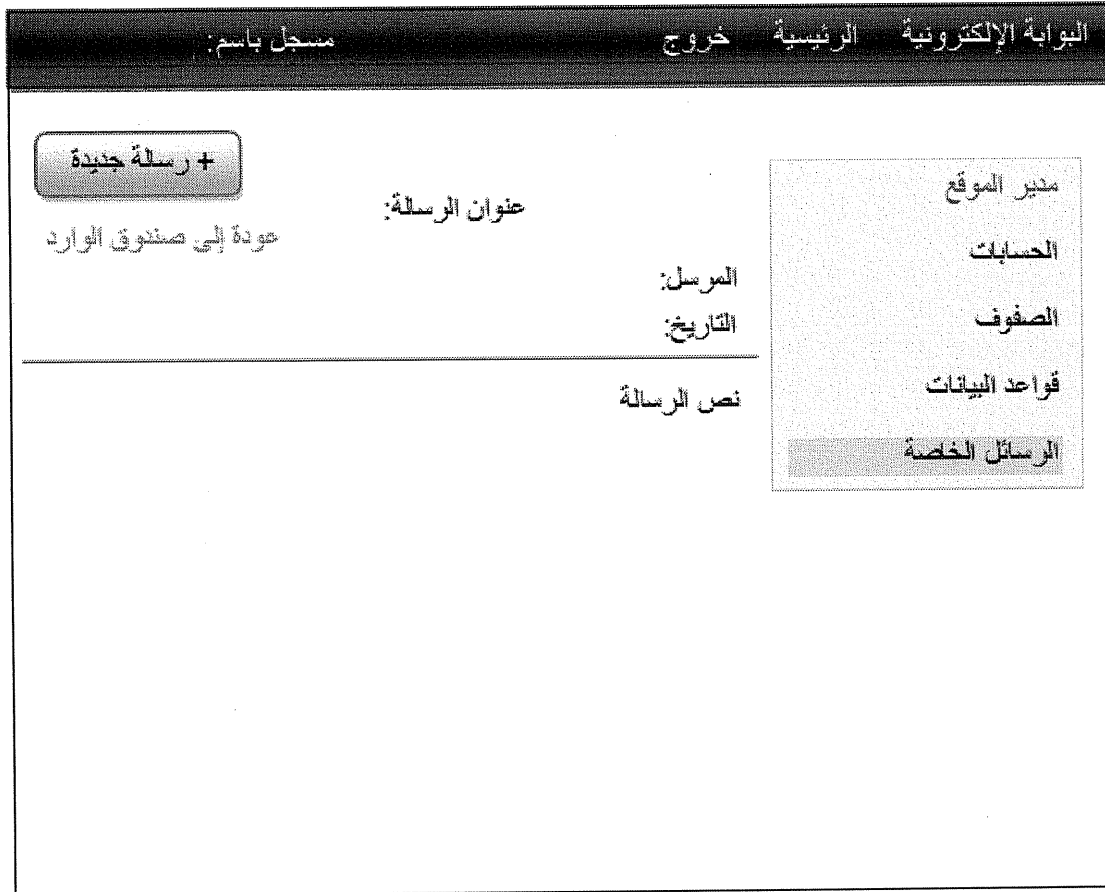 البوابة الإلكترونية الرئيسية خروج مسجل باسم:
+ رسالة جديدة
عودة إلى صندوق الوارد
عنوان الرسالة:
المرسل:
التاريخ:
نص الرسالة
مدير الموقع
الحسابات
الصفوف
قواعد البيانات
الرسائل الخاصة